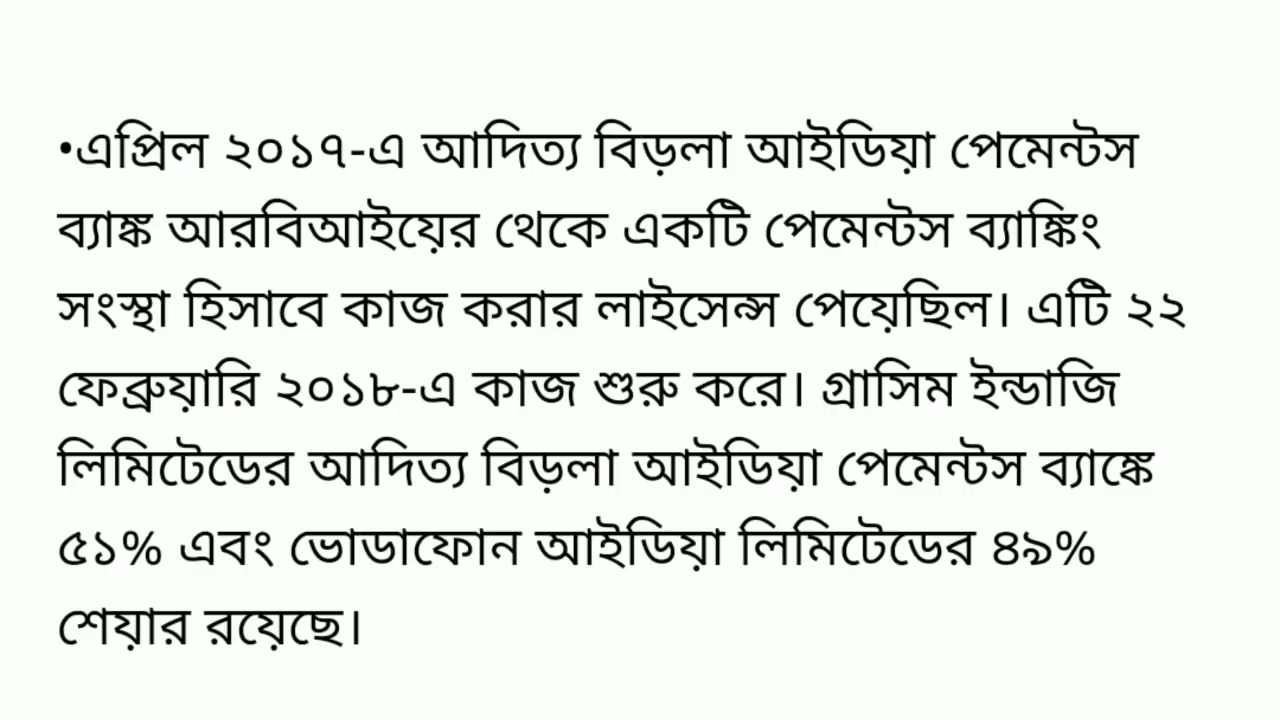 •এপ্রিল ২০১৭-এ আদিত্য বিড়লা আইডিয়া পেমেন্টস
ব্যাঙ্ক আরবিআইয়ের থেকে একটি পেমেন্টস ব্যাঙ্কিং
সংস্থা হিসাবে কাজ করার লাইসেন্স পেয়েছিল। এটি ২২
ফেব্রুয়ারি ২০১৮-এ কাজ শুরু করে। গ্রাসিম ইন্ডাজি
লিমিটেডের আদিত্য বিড়লা আইডিয়া পেমেন্টস ব্যাঙ্কে
৫১% এবং ভোডাফোন আইডিয়া লিমিটেডের ৪৯%
শেয়ার রয়েছে।